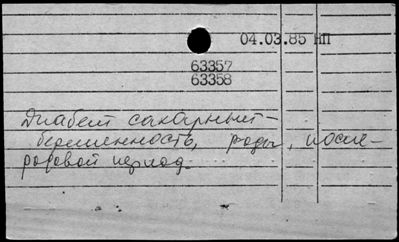 04.03.85 НП
63357
63358
Диабет сахарный -
беременность, роды, после-
родовой период.